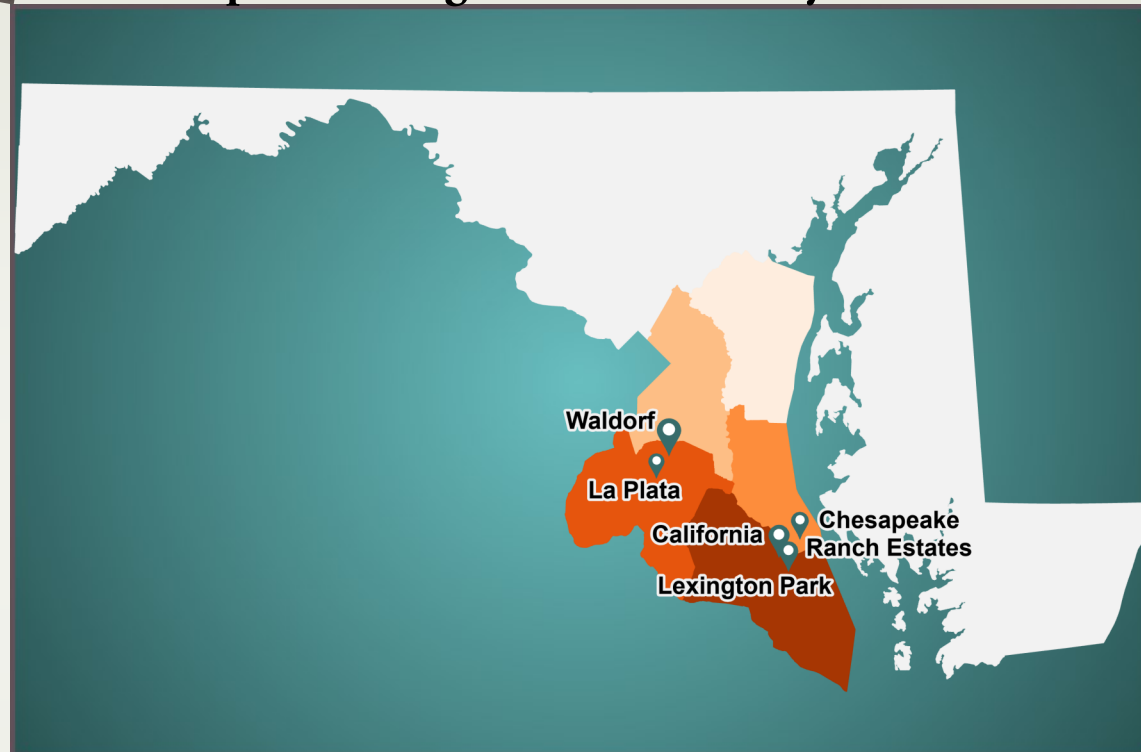 Waldorf
La Plata
Chesapeake
California
Ranch Estates
Lexington Park